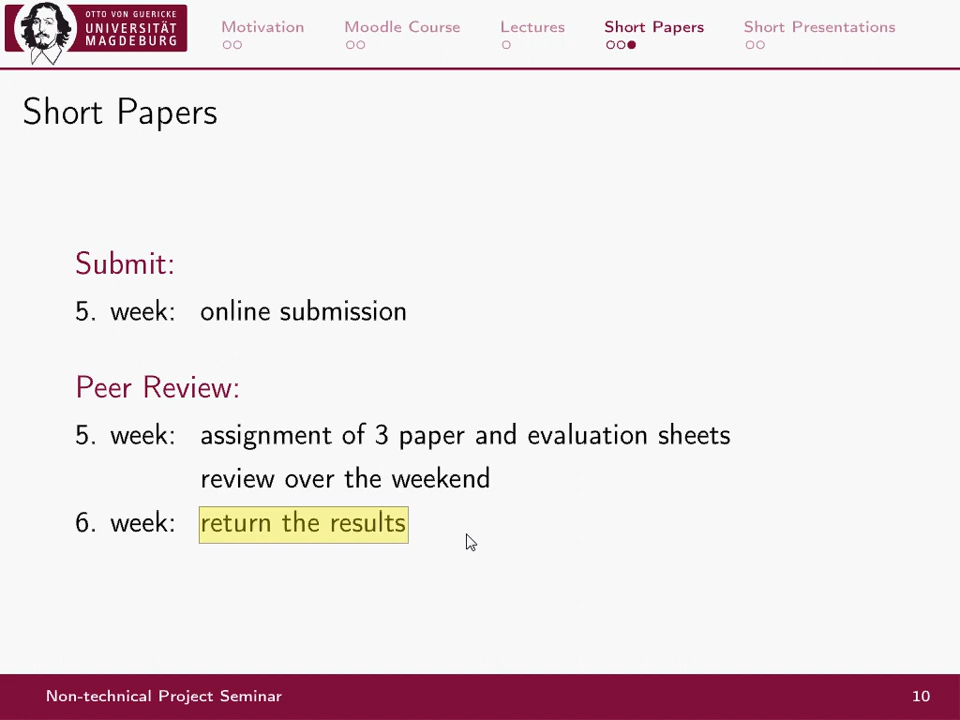 OTTO VON GUERICKE
UNIVERSITÄT
MAGDEBURG
Motivation
Moodle Course
Lectures
Short Papers
Short Presentations
Short Papers
Submit:
5. week: online submission
Peer Review:
5. week: assignment of 3 paper and evaluation sheets
review over the weekend
6. week: return the results
Non-technical Project Seminar
10